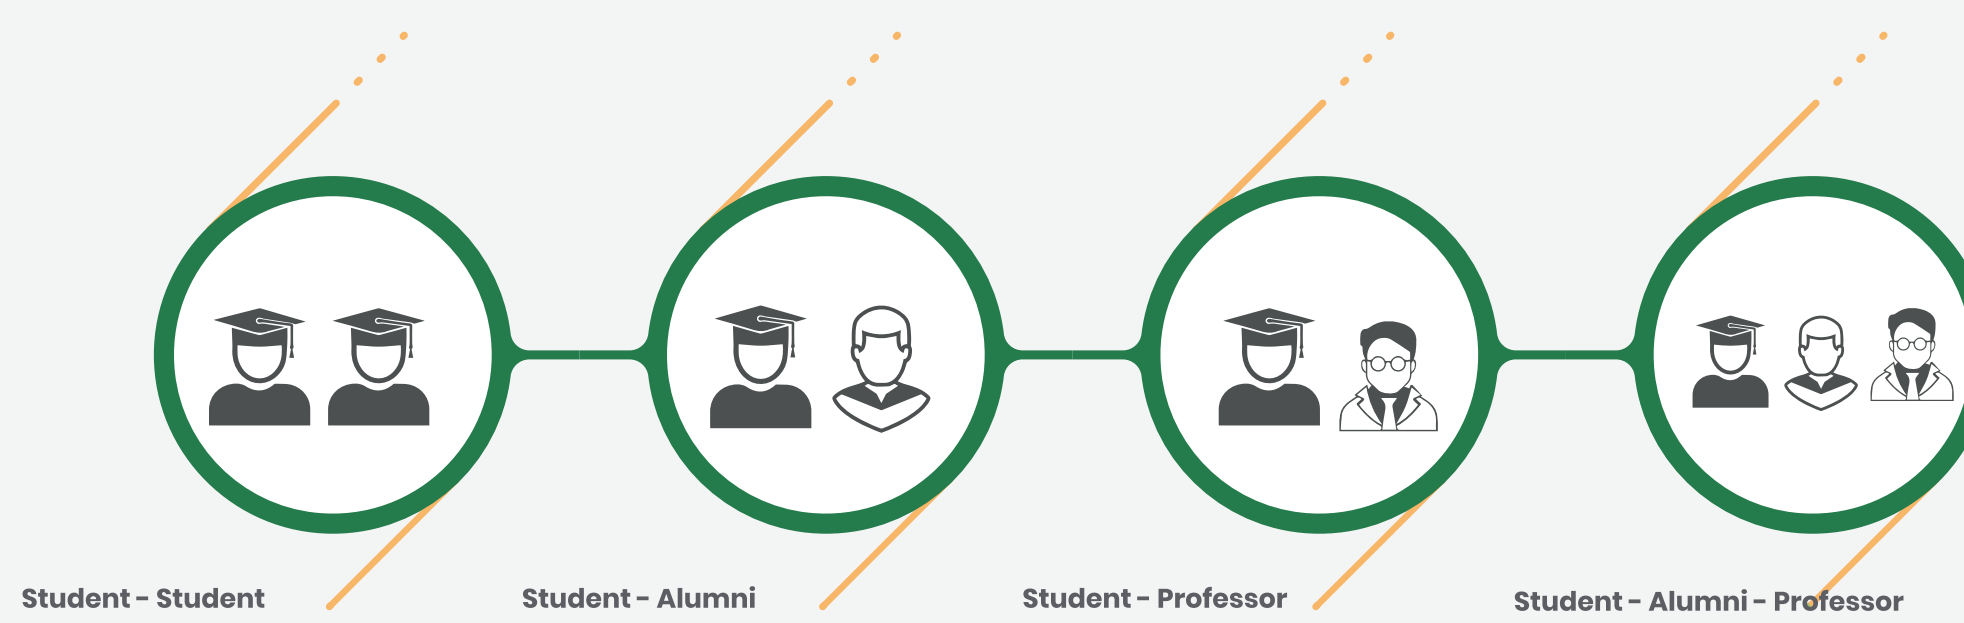 Student - Student
Student - Alumni
Student - Professor
Student - Alumni - Professor